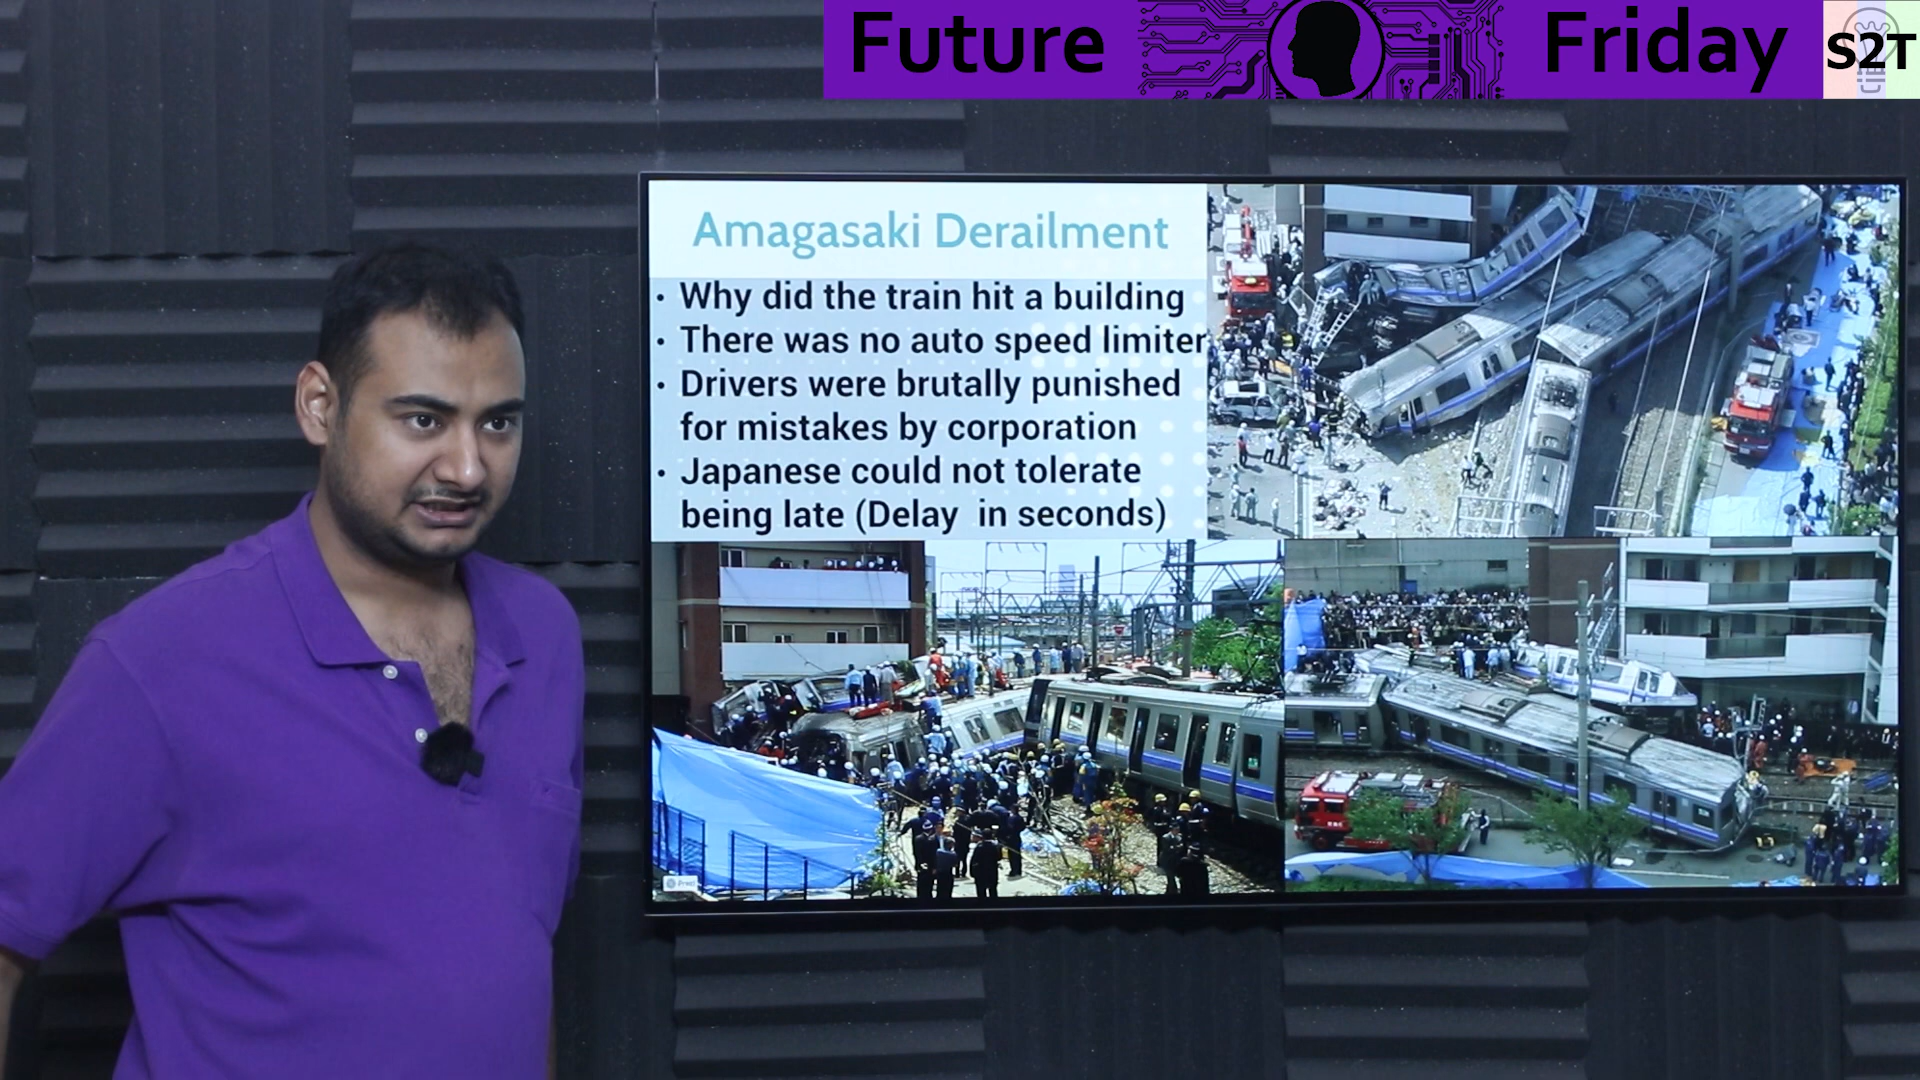 Future Friday S2T
Amagasaki Derailment
• Why did the train hit a building
• There was no auto speed limiter
• Drivers were brutally punished
for mistakes by corporation
• Japanese could not tolerate
being late (Delay in seconds)
Prezi